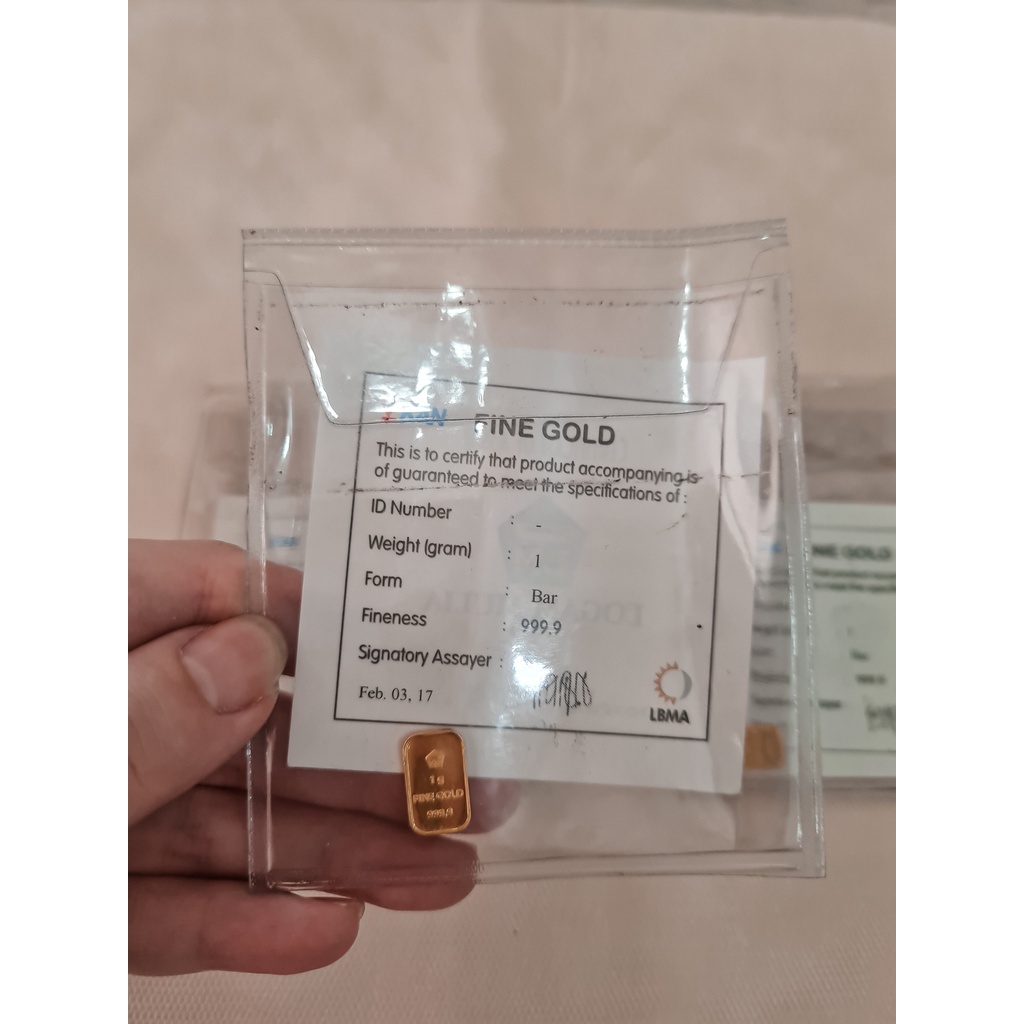 FINE GOLD
This is to certify that product accompanying is
of guaranteed to meet the specifications of :
ID Number : -
Weight (gram) : 1
Form : Bar
Fineness : 999.9
Signatory Assayer :
Feb. 03, 17
LBMA
1 g
FINE GOLD
999.9
NE GOLD